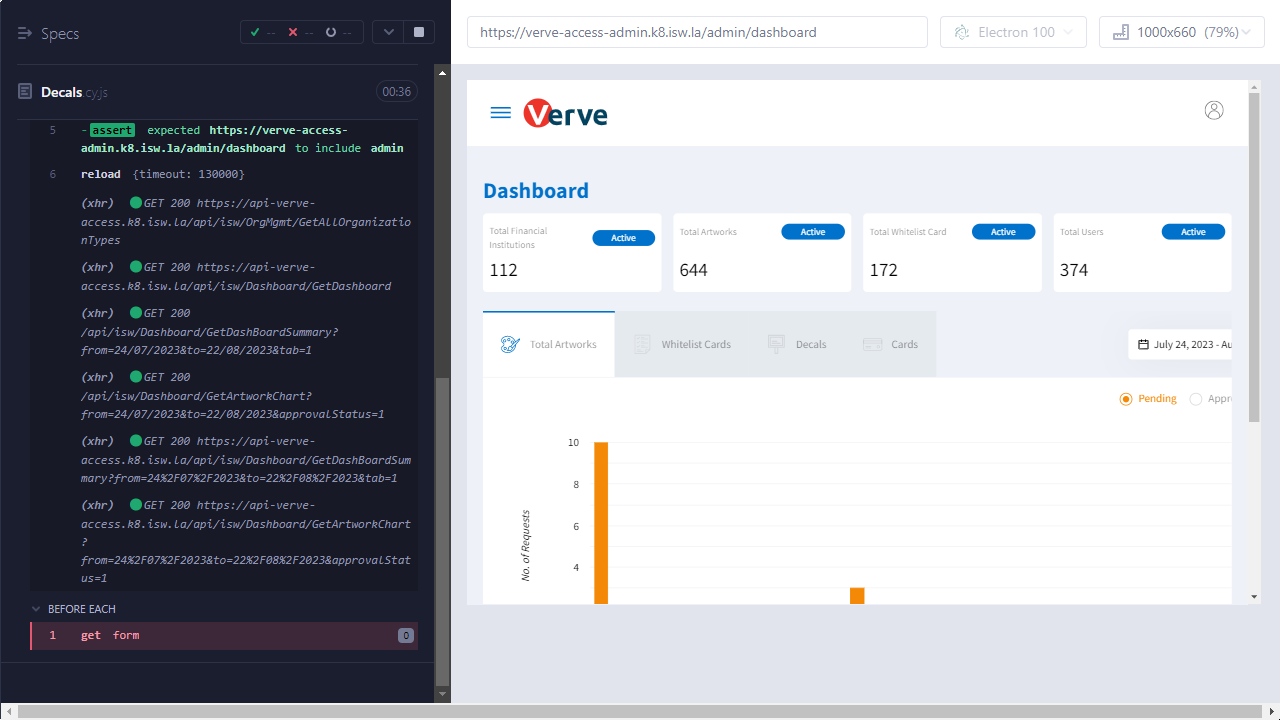 Specs
-- -- --
Decals.cy.js
00:36
5 -assert expected https://verve-access-
admin.k8.isw.la/admin/dashboard to include admin
6 reload {timeout: 130000}
(xhr) GET 200 https://api-verve-
access.k8.isw.la/api/isw/OrgMgmt/GetAllOrganizatio
nTypes
(xhr) GET 200 https://api-verve-
access.k8.isw.la/api/isw/Dashboard/GetDashboard
(xhr) GET 200
/api/isw/Dashboard/GetDashBoardSummary?
from=24/07/2023&to=22/08/2023&tab=1
(xhr) GET 200
/api/isw/Dashboard/GetArtworkChart?
from=24/07/2023&to=22/08/2023&approvalStatus=1
(xhr) GET 200 https://api-verve-
access.k8.isw.la/api/isw/Dashboard/GetDashBoardSum
mary?from=24%2F07%2F2023&to=22%2F08%2F2023&tab=1
(xhr) GET 200 https://api-verve-
access.k8.isw.la/api/isw/Dashboard/GetArtworkChart
?
from=24%2F07%2F2023&to=22%2F08%2F2023&approvalStat
us=1
BEFORE EACH
1 get form 0
https://verve-access-admin.k8.isw.la/admin/dashboard
Electron 100
1000x660 (79%)
Verve
Dashboard
Total Financial
Institutions
Active
112
Total Artworks
Active
644
Total Whitelist Card
Active
172
Total Users
Active
374
Total Artworks
Whitelist Cards
Decals
Cards
July 24, 2023 - Au
Pending
Appr
10
8
6
4
No. of Requests